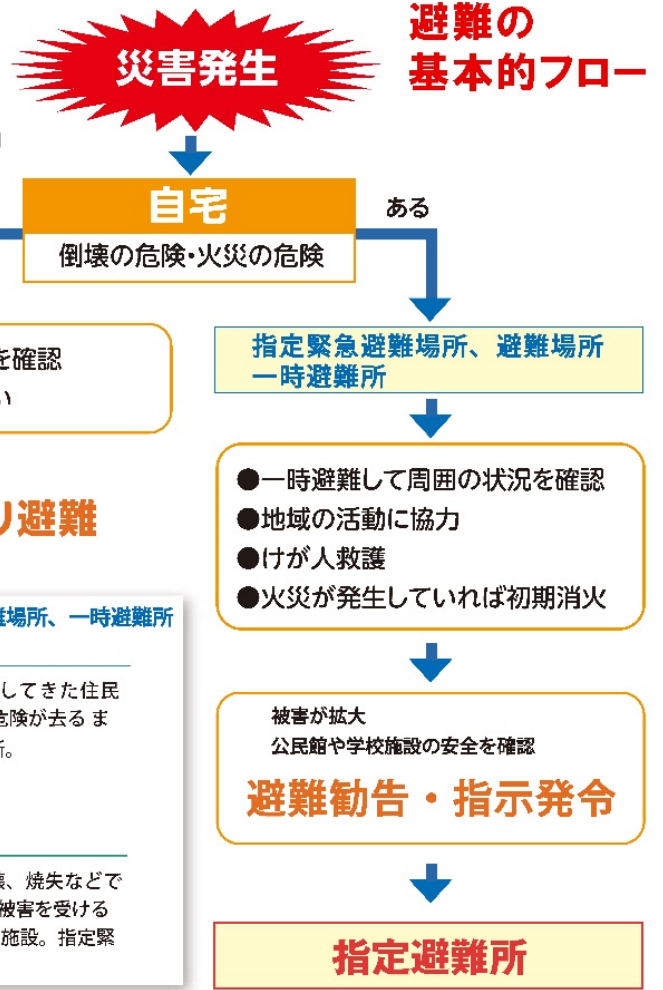 避難の
基本的フロー
災害発生
自宅
ある
倒壊の危険・火災の危険
指定緊急避難場所、避難場所
一時避難所
を確認
い
●一時避難して周囲の状況を確認
●地域の活動に協力
●けが人救護
●火災が発生していれば初期消火
リ避難
難場所、一時避難所
してきた住民
危険が去るま
所。
被害が拡大
公民館や学校施設の安全を確認
避難勧告・指示発令
、焼失などで
被害を受ける
施設。指定緊
指定避難所